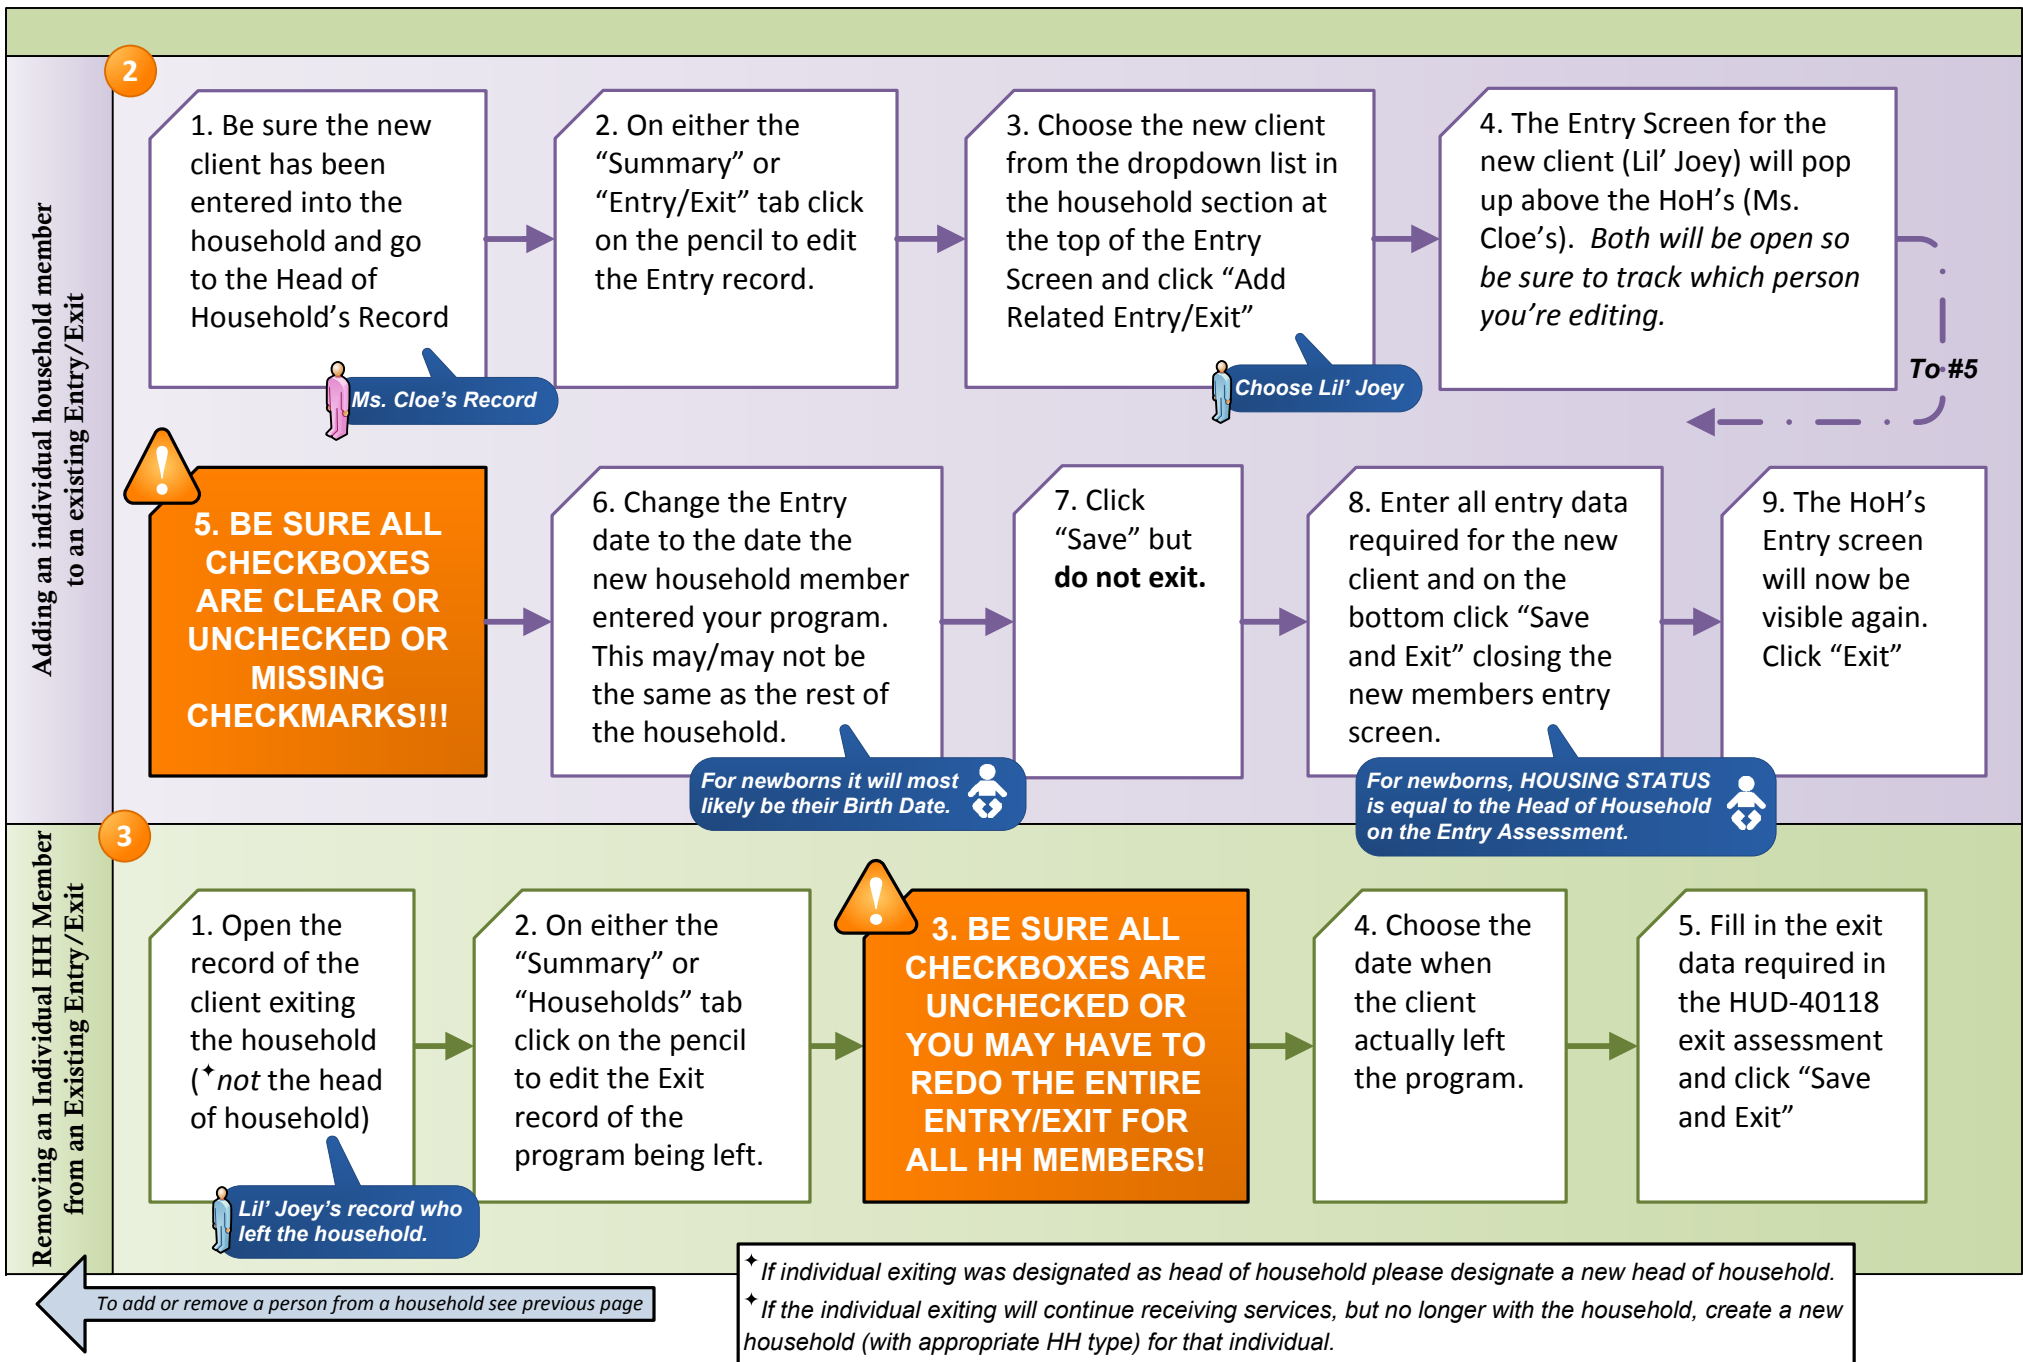 2
Adding an individual household member
to an existing Entry/Exit
1. Be sure the new
client has been
entered into the
household and go
to the Head of
Household’s Record
Ms. Cloe’s Record
2. On either the
“Summary” or
“Entry/Exit” tab click
on the pencil to edit
the Entry record.
3. Choose the new client
from the dropdown list in
the household section at
the top of the Entry
Screen and click “Add
Related Entry/Exit”
Choose Lil’ Joey
4. The Entry Screen for the
new client (Lil’ Joey) will pop
up above the HoH’s (Ms.
Cloe’s).  Both will be open so
be sure to track which person
you’re editing.
To #5
!
5. BE SURE ALL
CHECKBOXES
ARE CLEAR OR
UNCHECKED OR
MISSING
CHECKMARKS!!!
6. Change the Entry
date to the date the
new household member
entered your program.
This may/may not be
the same as the rest of
the household.
For newborns it will most
likely be their Birth Date.
7. Click
“Save” but
do not exit.
8. Enter all entry data
required for the new
client and on the
bottom click “Save
and Exit” closing the
new members entry
screen.
For newborns, HOUSING STATUS
is equal to the Head of Household
on the Entry Assessment.
9. The HoH’s
Entry screen
will now be
visible again.
Click “Exit”
3
Removing an Individual HH Member
from an Existing Entry/Exit
1. Open the
record of the
client exiting
the household
(✦not the head
of household)
Lil’ Joey’s record who
left the household.
2. On either the
“Summary” or
“Households” tab
click on the pencil
to edit the Exit
record of the
program being left.
!
3. BE SURE ALL
CHECKBOXES ARE
UNCHECKED OR
YOU MAY HAVE TO
REDO THE ENTIRE
ENTRY/EXIT FOR
ALL HH MEMBERS!
4. Choose the
date when
the client
actually left
the program.
5. Fill in the exit
data required in
the HUD-40118
exit assessment
and click “Save
and Exit”
To add or remove a person from a household see previous page
✦If individual exiting was designated as head of household please designate a new head of household.
✦If the individual exiting will continue receiving services, but no longer with the household, create a new
household (with appropriate HH type) for that individual.